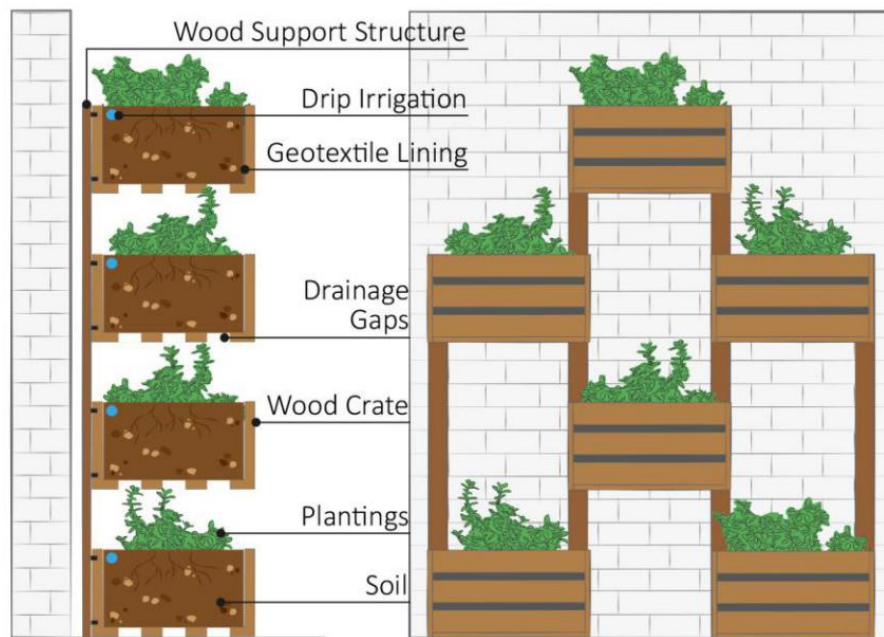 Wood Support Structure
Drip Irrigation
Geotextile Lining
Drainage
Gaps
Wood Crate
Plantings
Soil